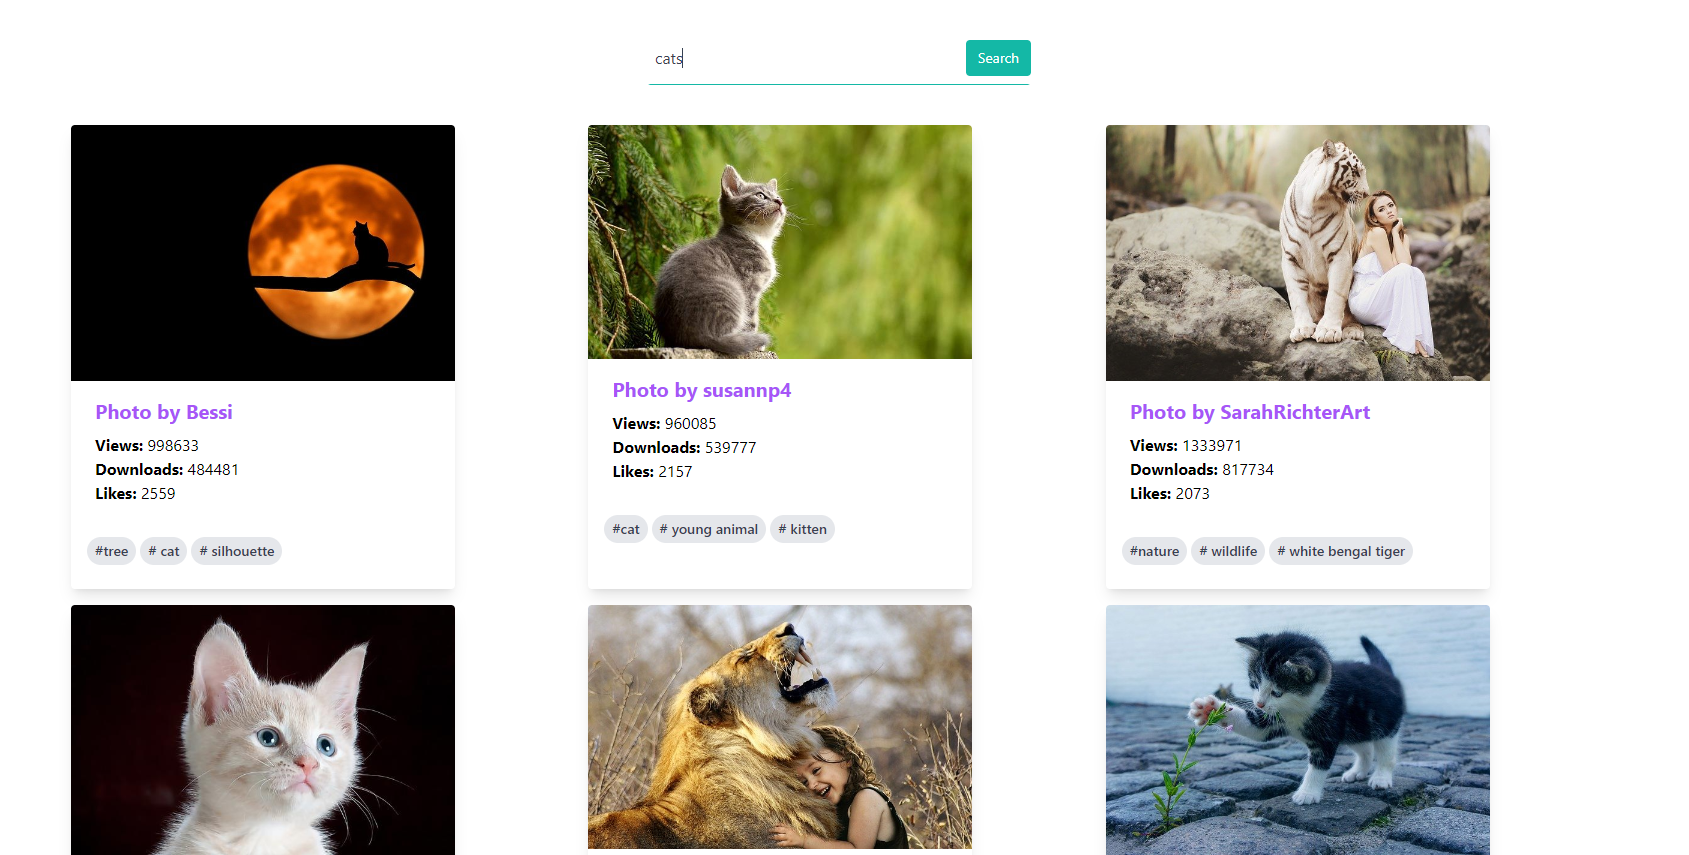 cats
Search
Photo by Bessi
Views: 998633
Downloads: 484481
Likes: 2559
#tree # cat # silhouette
Photo by susannp4
Views: 960085
Downloads: 539777
Likes: 2157
#cat # young animal # kitten
Photo by SarahRichterArt
Views: 1333971
Downloads: 817734
Likes: 2073
#nature # wildlife # white bengal tiger